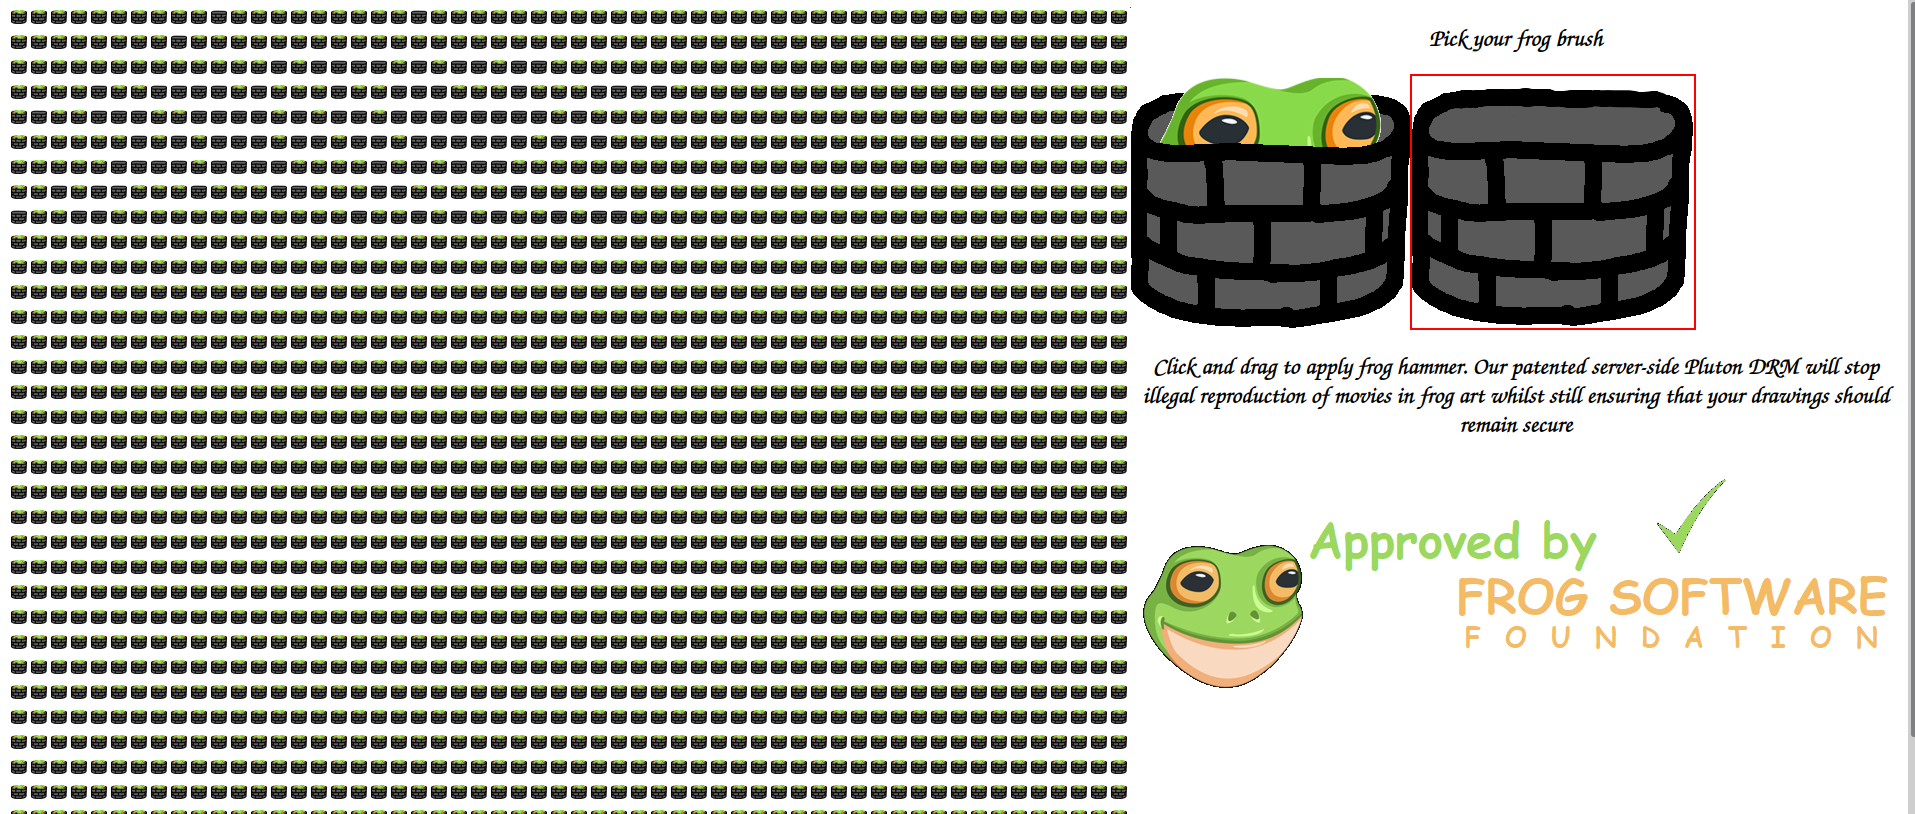 Pick your frog brush
Click and drag to apply frog hammer. Our patented server-side Pluton DRM will stop
illegal reproduction of movies in frog art whilst still ensuring that your drawings should
remain secure
Approved by
FROG SOFTWARE
FOUNDATION